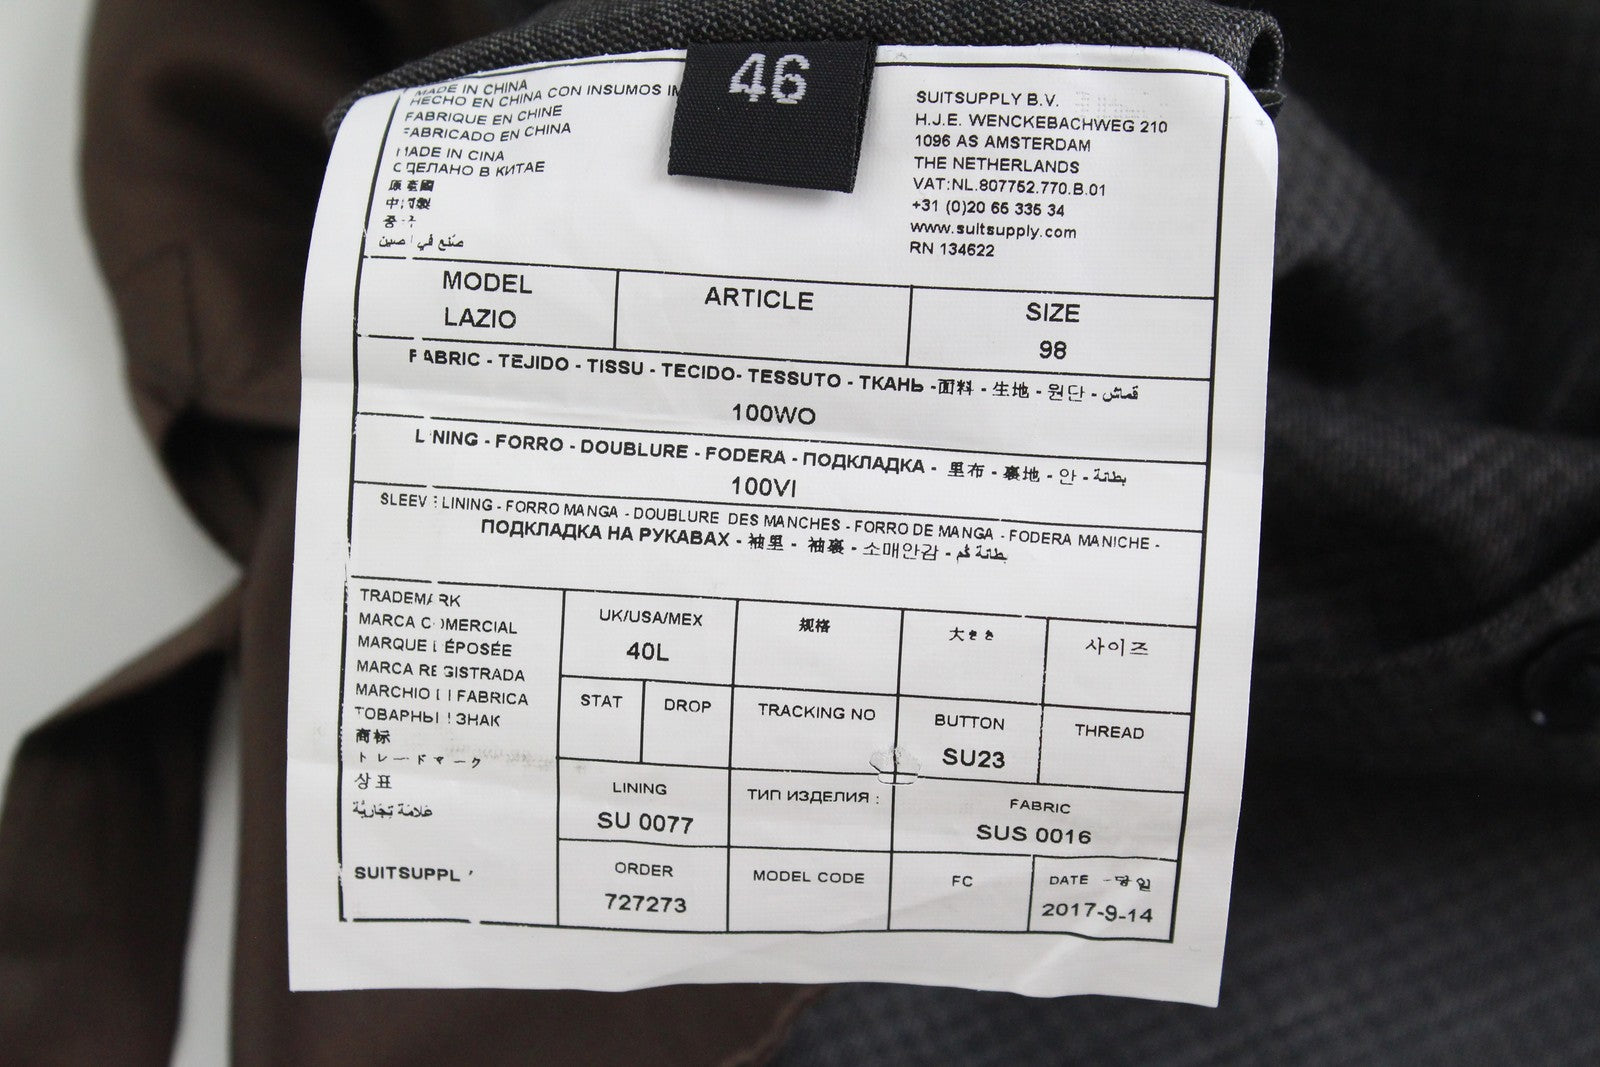 46
MADE IN CHINA
HECHO EN CHINA CON INSUMOS
FABRIQUE EN CHINE
FABRICADO EN CHINA
MADE IN CINA
СДЕЛАНО В КИТАЕ
صنع في الصين
SUITSUPPLY B.V.
H.J.E. WENCKEBACHWEG 210
1096 AS AMSTERDAM
THE NETHERLANDS
VAT:NL.807752.770.B.01
+31 (0)20 65 335 34
www.suitsupply.com
RN 134622
MODEL
LAZIO
ARTICLE
SIZE
98
FABRIC - TEJIDO - TISSU - TECIDO- TESSUTO - ТКАНЬ -面料 - 生地 - 원단 - قماش
100WO
LINING - FORRO - DOUBLURE - FODERA - ПОДКЛАДКА - 里布 - 裏地 - 안 - بطانة
100VI
SLEEVE LINING - FORRO MANGA - DOUBLURE DES MANCHES - FORRO DE MANGA - FODERA MANICHE -
ПОДКЛАДКА НА РУКАВАХ - 袖里 - 袖裏 - 소매안감 - بطانة كم
TRADEMARK
MARCA COMERCIAL
MARQUE DÉPOSÉE
MARCA REGISTRADA
MARCHIO DI FABRICA
ТОВАРНЫЙ ЗНАК
商标
トレードマーク
상표
علامة تجارية
SUITSUPPLY
UK/USA/MEX
40L
规格
大きさ
사이즈
STAT
DROP
TRACKING NO
BUTTON
SU23
THREAD
LINING
SU 0077
ТИП ИЗДЕЛИЯ :
FABRIC
SUS 0016
ORDER
727273
MODEL CODE
FC
DATE
2017-9-14